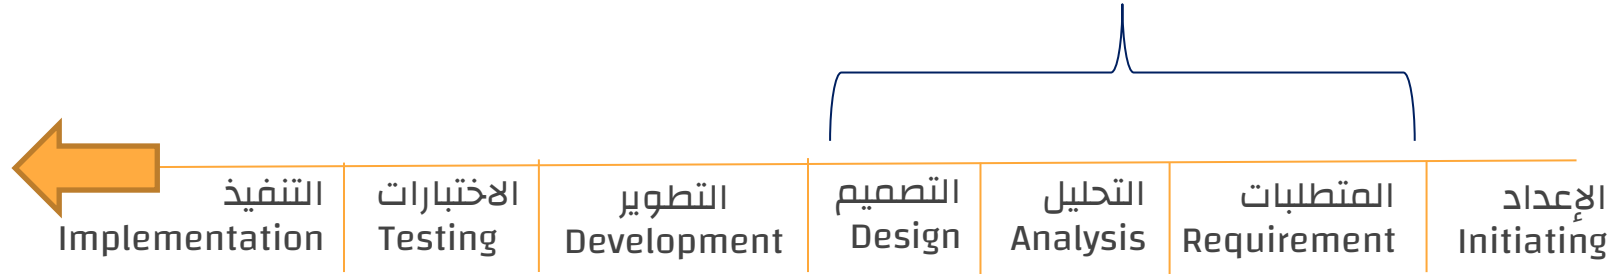 الإعداد
Initiating
المتطلبات
Requirement
التحليل
Analysis
التصميم
Design
التطوير
Development
الاختبارات
Testing
التنفيذ
Implementation